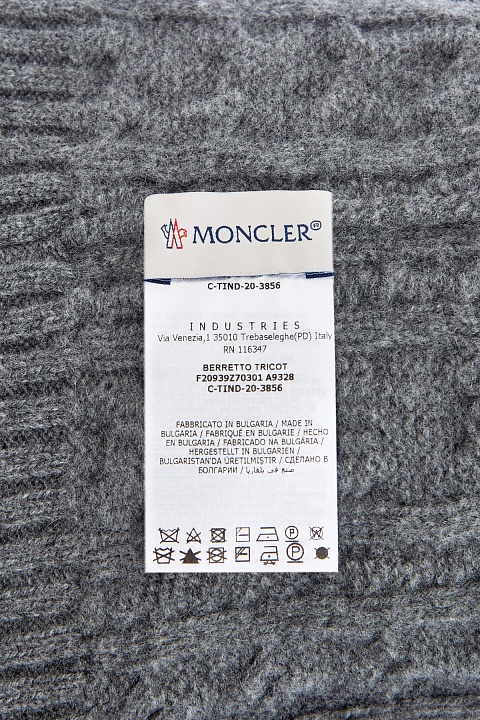 MONCLER®
C-TIND-20-3856
INDUSTRIES
Via Venezia,1 35010 Trebaseleghe(PD) Italy
RN 116347
BERRETTO TRICOT
F20939Z70301 A9328
C-TIND-20-3856
FABBRICATO IN BULGARIA / MADE IN
BULGARIA / FABRIQUÉ EN BULGARIE / HECHO
EN BULGARIA / FABRICADO NA BULGÁRIA /
HERGESTELLT IN BULGARIEN /
BULGARISTAN'DA ÜRETILMIŞTIR / СДЕЛАНО В
БОЛГАРИИ / صنع في بلغاريا